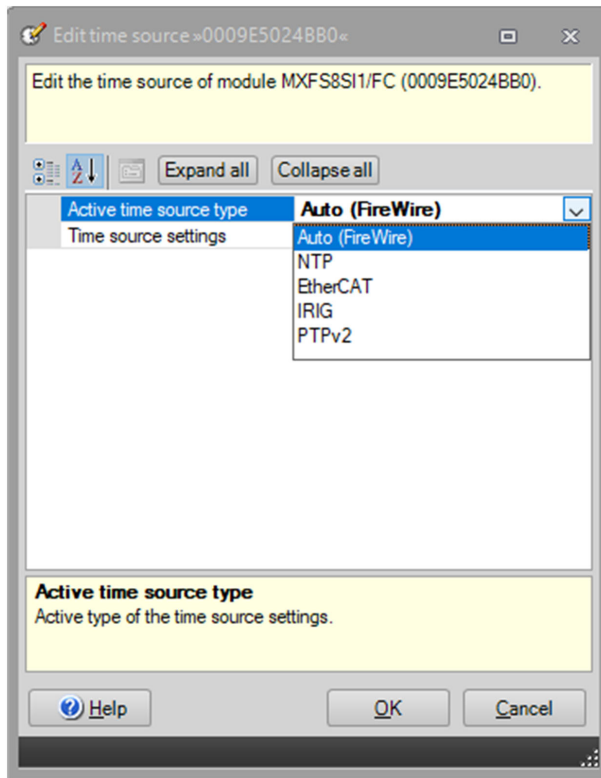 Edit time source »0009E5024BB0«
Edit the time source of module MXFS8SI1/FC (0009E5024BB0).
Expand all Collapse all
Active time source type Auto (FireWire)
Time source settings Auto (FireWire)
NTP
EtherCAT
IRIG
PTPv2
Active time source type
Active type of the time source settings.
Help OK Cancel